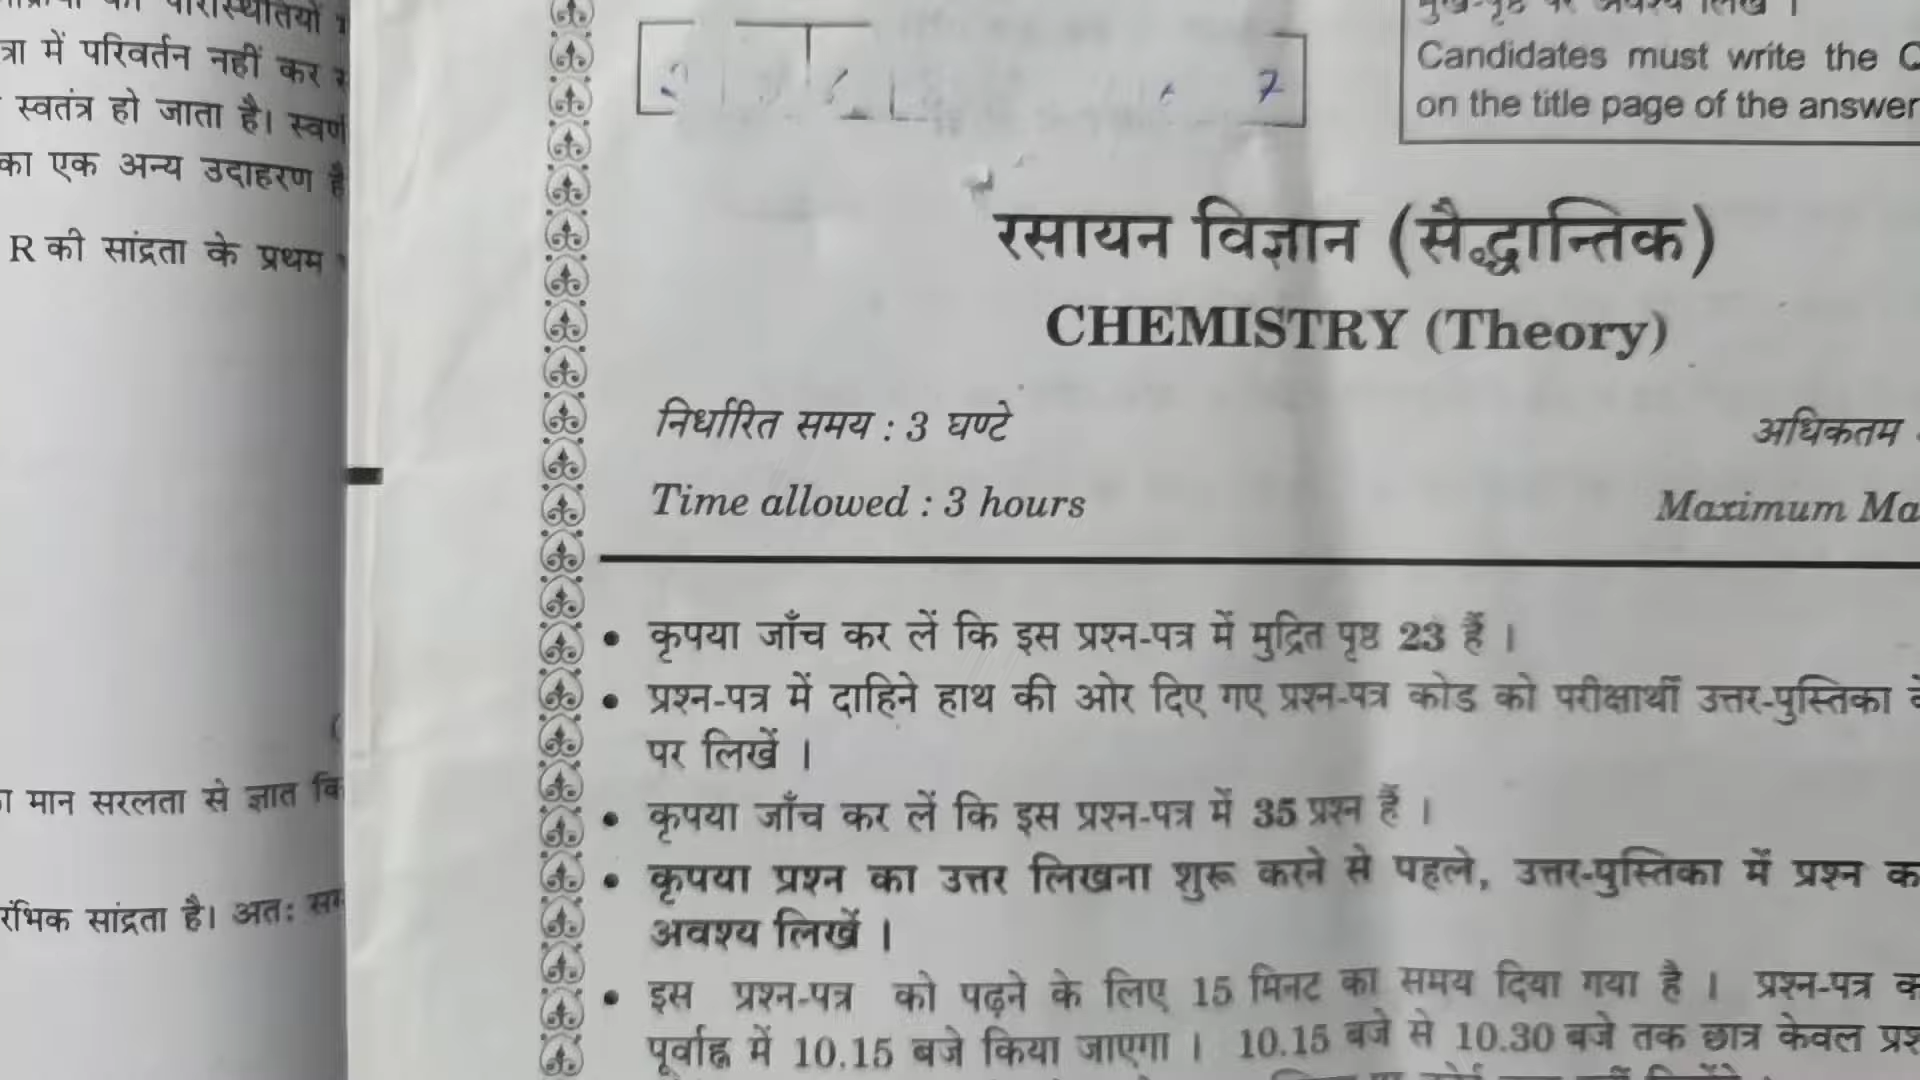 त्रा में परिवर्तन नहीं कर
स्वतंत्र हो जाता है। स्वर्ण
का एक अन्य उदाहरण है
R की सांद्रता के प्रथम
मान सरलता से ज्ञात
सांद्रता है। अतः
7
मुख-पृष्ठ पर अवश्य लिखें ।
Candidates must write the
on the title page of the answer
रसायन विज्ञान (सैद्धान्तिक)
CHEMISTRY (Theory)
निर्धारित समय : 3 घण्टे
अधिकतम
Time allowed : 3 hours
Maximum Ma
• कृपया जाँच कर लें कि इस प्रश्न-पत्र में मुद्रित पृष्ठ 23 हैं ।
• प्रश्न-पत्र में दाहिने हाथ की ओर दिए गए प्रश्न-पत्र कोड को परीक्षार्थी उत्तर-पुस्तिका
पर लिखें ।
• कृपया जाँच कर लें कि इस प्रश्न-पत्र में 35 प्रश्न हैं ।
• कृपया प्रश्न का उत्तर लिखना शुरू करने से पहले, उत्तर-पुस्तिका में प्रश्न
अवश्य लिखें ।
• इस प्रश्न-पत्र को पढ़ने के लिए 15 मिनट का समय दिया गया है । प्रश्न-पत्र
पूर्वाह्न में 10.15 बजे किया जाएगा । 10.15 बजे से 10.30 बजे तक छात्र केवल